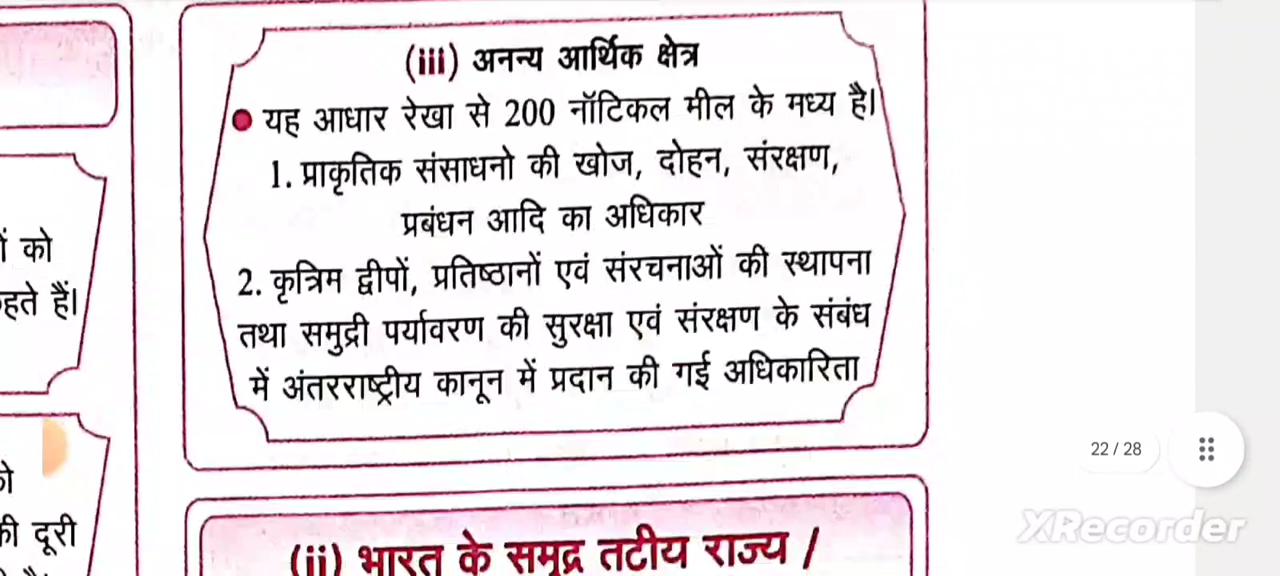 (iii) अनन्य आर्थिक क्षेत्र
यह आधार रेखा से 200 नॉटिकल मील के मध्य है।
1. प्राकृतिक संसाधनो की खोज, दोहन, संरक्षण,
प्रबंधन आदि का अधिकार
2. कृत्रिम द्वीपों, प्रतिष्ठानों एवं संरचनाओं की स्थापना
तथा समुद्री पर्यावरण की सुरक्षा एवं संरक्षण के संबंध
में अंतरराष्ट्रीय कानून में प्रदान की गई अधिकारिता
को
हते हैं।
की दूरी
(ii) भारत के समुद्र तटीय राज्य /
22 / 28
XRecorder